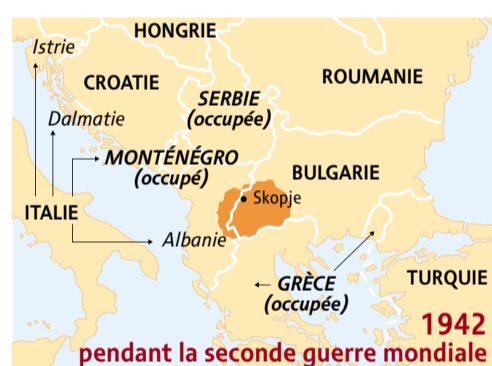 HONGRIE
Istrie
CROATIE
ROUMANIE
SERBIE
(occupée)
Dalmatie
MONTÉNÉGRO
(occupé)
BULGARIE
Skopje
ITALIE
Albanie
GRÈCE
(occupée)
TURQUIE
1942
pendant la seconde guerre mondiale